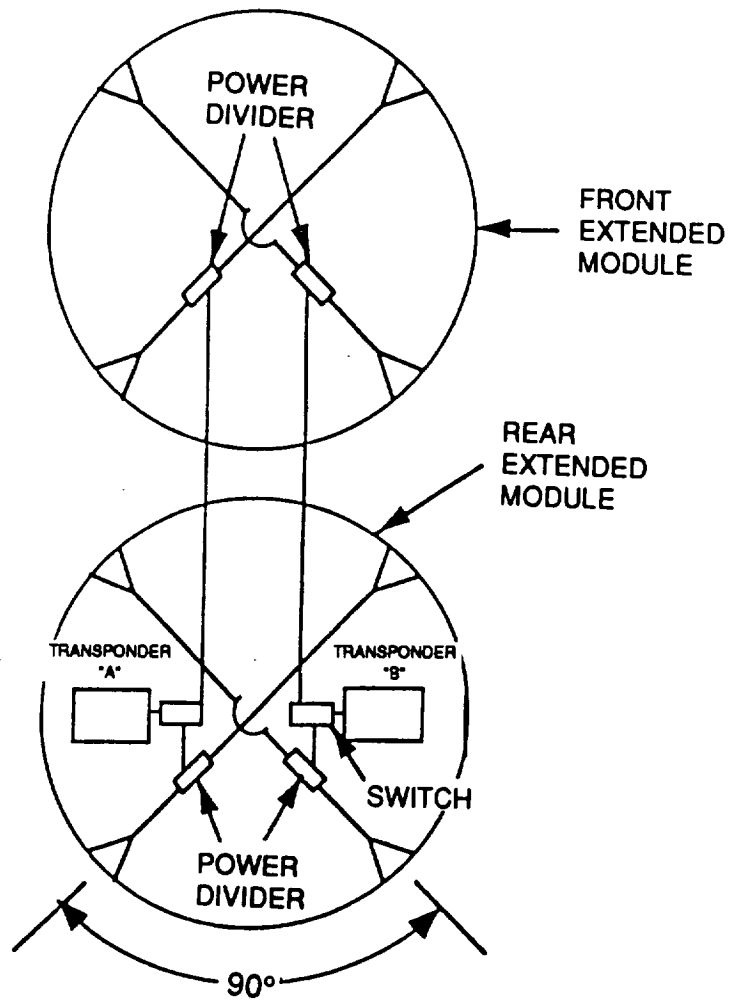 POWER
DIVIDER
FRONT
EXTENDED
MODULE
REAR
EXTENDED
MODULE
TRANSPONDER
"A"
TRANSPONDER
"B"
SWITCH
POWER
DIVIDER
90°